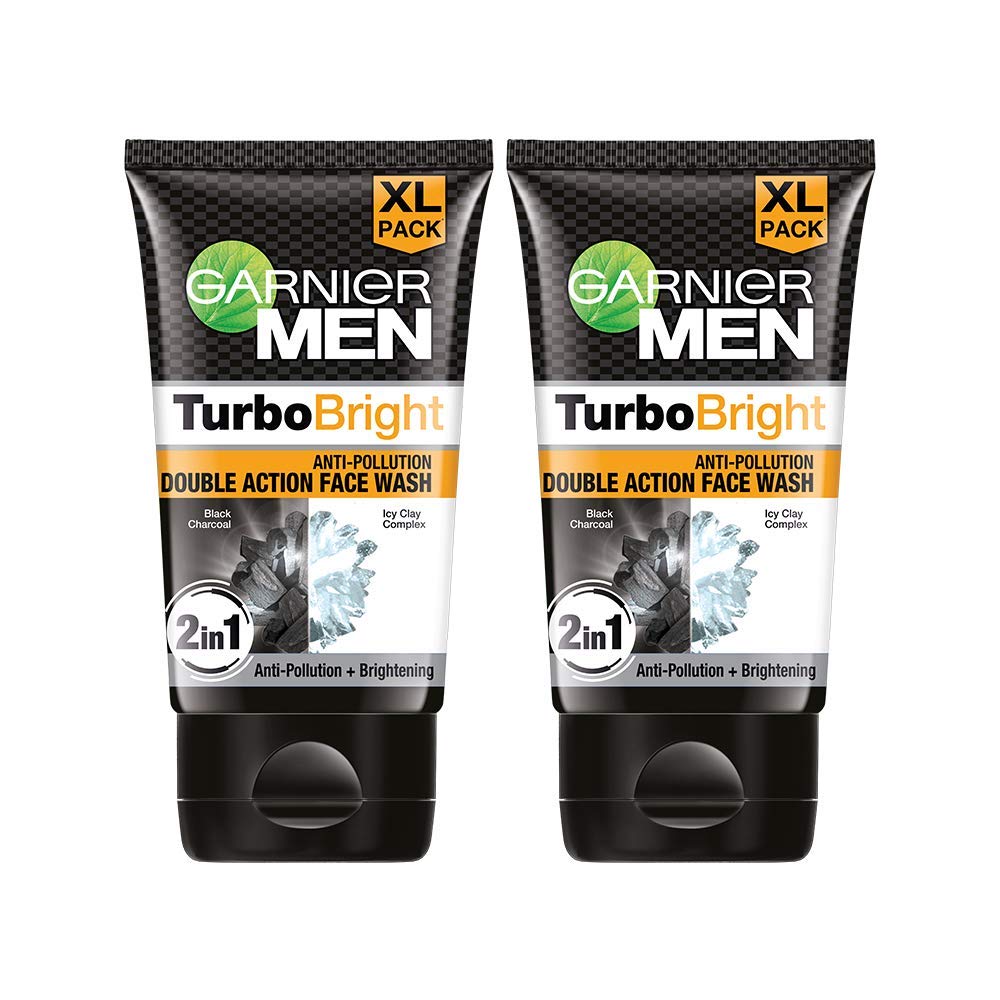 XL
PACK
GARNIER
MEN
TurboBright
ANTI-POLLUTION
DOUBLE ACTION FACE WASH
Black
Charcoal
Icy Clay
Complex
2in1
Anti-Pollution + Brightening
XL
PACK
GARNIER
MEN
TurboBright
ANTI-POLLUTION
DOUBLE ACTION FACE WASH
Black
Charcoal
Icy Clay
Complex
2in1
Anti-Pollution + Brightening